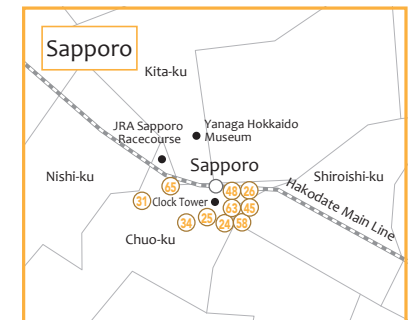 Sapporo
Kita-ku
JRA Sapporo
Racecourse
Yanaga Hokkaido
Museum
Sapporo
Nishi-ku
Shiroishi-ku
65
48 26
31
Clock Tower
63 45
Hakodate Main Line
34
25
24 58
Chuo-ku